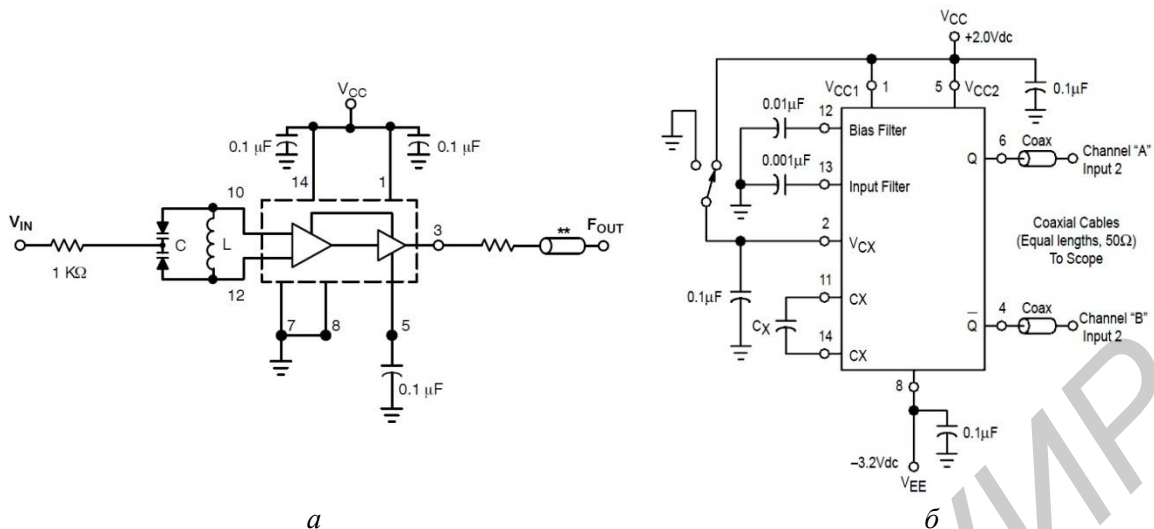 V_CC
0.1 µF
0.1 µF
14
1
10
V_IN
C
L
3
**
F_OUT
1 KΩ
12
7
8
5
0.1 µF
а
V_CC
+2.0Vdc
V_CC1
1
5
V_CC2
0.1µF
0.01µF
12
Bias Filter
0.001µF
13
Input Filter
Q
6
Coax
Channel “A”
Input 2
2
V_CX
Coaxial Cables
(Equal lengths, 50Ω)
To Scope
0.1µF
11
CX
C_X
14
CX
Q̅
4
Coax
Channel “B”
Input 2
8
0.1µF
–3.2Vdc
V_EE
б